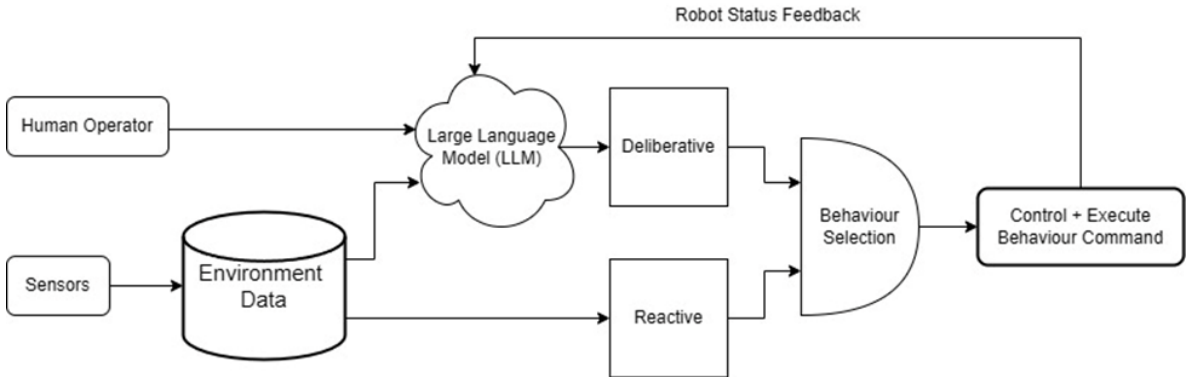 Robot Status Feedback
Human Operator
Large Language
Model (LLM)
Deliberative
Behaviour
Selection
Control + Execute
Behaviour Command
Sensors
Environment
Data
Reactive